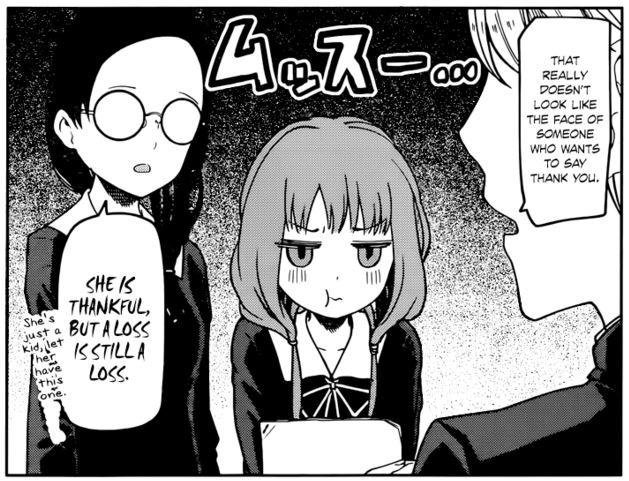 ムッスー...
THAT
REALLY
DOESN'T
LOOK LIKE
THE FACE OF
SOMEONE
WHO WANTS
TO SAY
THANK YOU.
SHE IS
THANKFUL,
BUT A LOSS
IS STILL A
LOSS.
She's
just a
kid, let
her
have
this
one.